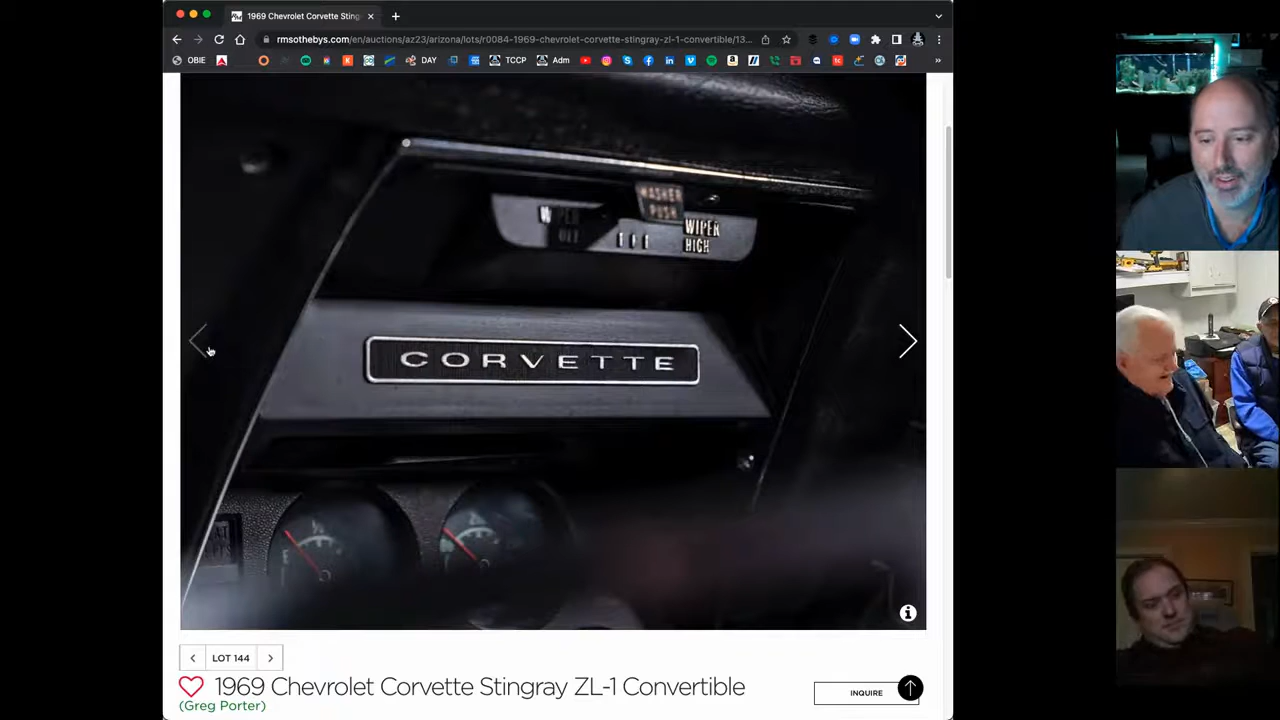 1969 Chevrolet Corvette Sting
rmsothebys.com/en/auctions/az23/arizona/lots/r0084-1969-chevrolet-corvette-stingray-zl-1-convertible/13...
OBIE
DAY
TCCP
Adm
WASHER
PUSH
WIPER
OFF
WIPER
HIGH
CORVETTE
LOT 144
1969 Chevrolet Corvette Stingray ZL-1 Convertible
INQUIRE
(Greg Porter)